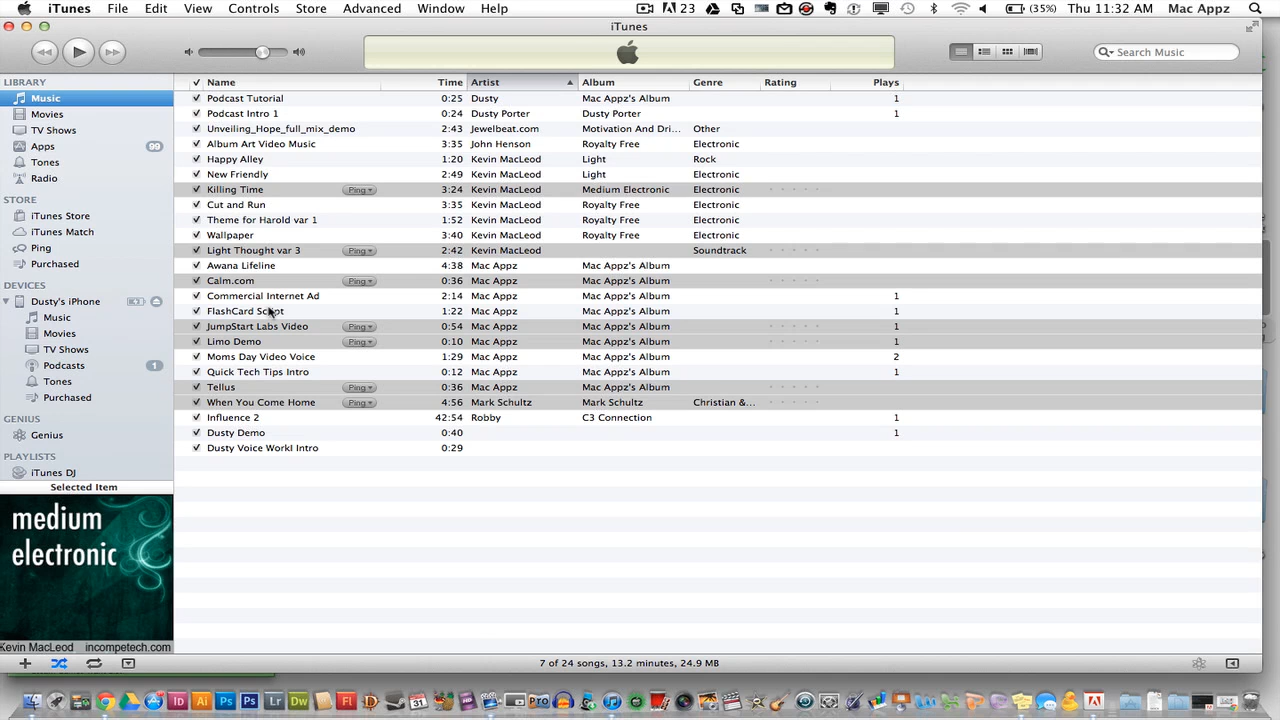 iTunes File Edit View Controls Store Advanced Window Help 23 (35%) Thu 11:32 AM Mac Appz
iTunes
Search Music
LIBRARY
Music
Movies
TV Shows
Apps 99
Tones
Radio
STORE
iTunes Store
iTunes Match
Ping
Purchased
DEVICES
Dusty's iPhone
Music
Movies
TV Shows
Podcasts 1
Tones
Purchased
GENIUS
Genius
PLAYLISTS
iTunes DJ
Selected Item
medium
electronic
Kevin MacLeod incompetech.com
Name Time Artist Album Genre Rating Plays
Podcast Tutorial 0:25 Dusty Mac Appz's Album 1
Podcast Intro 1 0:24 Dusty Porter Dusty Porter 1
Unveiling_Hope_full_mix_demo 2:43 Jewelbeat.com Motivation And Dri... Other
Album Art Video Music 3:35 John Henson Royalty Free Electronic
Happy Alley 1:20 Kevin MacLeod Light Rock
New Friendly 2:49 Kevin MacLeod Light Electronic
Killing Time Ping 3:24 Kevin MacLeod Medium Electronic Electronic
Cut and Run 3:35 Kevin MacLeod Royalty Free Electronic
Theme for Harold var 1 1:52 Kevin MacLeod Royalty Free Electronic
Wallpaper 3:40 Kevin MacLeod Royalty Free Electronic
Light Thought var 3 Ping 2:42 Kevin MacLeod Soundtrack
Awana Lifeline 4:38 Mac Appz Mac Appz's Album
Calm.com Ping 0:36 Mac Appz Mac Appz's Album
Commercial Internet Ad 2:14 Mac Appz Mac Appz's Album 1
FlashCard Script 1:22 Mac Appz Mac Appz's Album 1
JumpStart Labs Video Ping 0:54 Mac Appz Mac Appz's Album 1
Limo Demo Ping 0:10 Mac Appz Mac Appz's Album 1
Moms Day Video Voice 1:29 Mac Appz Mac Appz's Album 2
Quick Tech Tips Intro 0:12 Mac Appz Mac Appz's Album 1
Tellus Ping 0:36 Mac Appz Mac Appz's Album
When You Come Home Ping 4:56 Mark Schultz Mark Schultz Christian &...
Influence 2 42:54 Robby C3 Connection 1
Dusty Demo 0:40 1
Dusty Voice Workl Intro 0:29
7 of 24 songs, 13.2 minutes, 24.9 MB
Id Ai Ps Ps Lr Dw Fl PRO